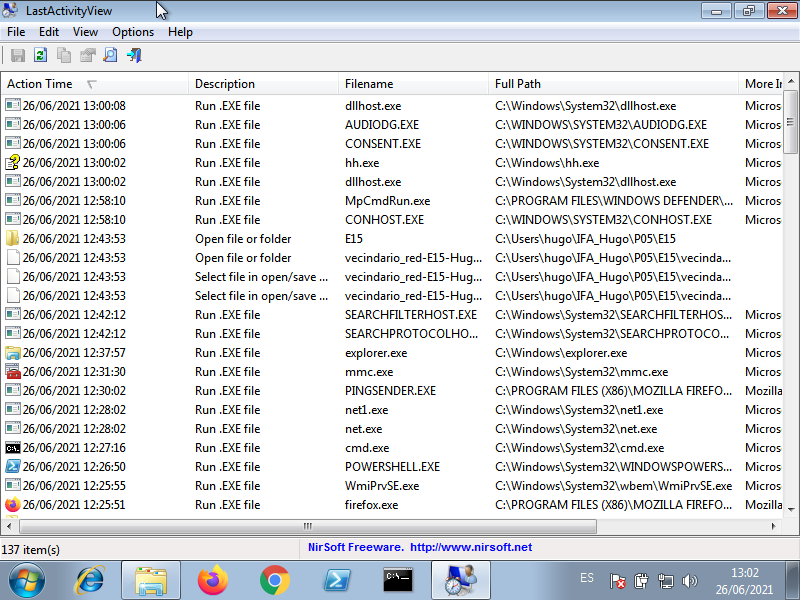 LastActivityView
File Edit View Options Help
Action Time Description Filename Full Path More In
26/06/2021 13:00:08 Run .EXE file dllhost.exe C:\Windows\System32\dllhost.exe Micros
26/06/2021 13:00:06 Run .EXE file AUDIODG.EXE C:\WINDOWS\SYSTEM32\AUDIODG.EXE Micros
26/06/2021 13:00:06 Run .EXE file CONSENT.EXE C:\WINDOWS\SYSTEM32\CONSENT.EXE Micros
26/06/2021 13:00:02 Run .EXE file hh.exe C:\Windows\hh.exe Micros
26/06/2021 13:00:02 Run .EXE file dllhost.exe C:\Windows\System32\dllhost.exe Micros
26/06/2021 12:58:10 Run .EXE file MpCmdRun.exe C:\PROGRAM FILES\WINDOWS DEFENDER\... Micros
26/06/2021 12:58:10 Run .EXE file CONHOST.EXE C:\WINDOWS\SYSTEM32\CONHOST.EXE Micros
26/06/2021 12:43:53 Open file or folder E15 C:\Users\hugo\IFA_Hugo\P05\E15
26/06/2021 12:43:53 Open file or folder vecindario_red-E15-Hug... C:\Users\hugo\IFA_Hugo\P05\E15\vecinda...
26/06/2021 12:43:53 Select file in open/save ... vecindario_red-E15-Hug... C:\Users\hugo\IFA_Hugo\P05\E15\vecinda...
26/06/2021 12:43:53 Select file in open/save ... vecindario_red-E15-Hug... C:\Users\hugo\IFA_Hugo\P05\E15\vecinda...
26/06/2021 12:42:12 Run .EXE file SEARCHFILTERHOST.EXE C:\Windows\System32\SEARCHFILTERHOS... Micros
26/06/2021 12:42:12 Run .EXE file SEARCHPROTOCOLHO... C:\Windows\System32\SEARCHPROTOCO... Micros
26/06/2021 12:37:57 Run .EXE file explorer.exe C:\Windows\explorer.exe Micros
26/06/2021 12:31:30 Run .EXE file mmc.exe C:\Windows\System32\mmc.exe Micros
26/06/2021 12:30:02 Run .EXE file PINGSENDER.EXE C:\PROGRAM FILES (X86)\MOZILLA FIREFO... Mozilla
26/06/2021 12:28:02 Run .EXE file net1.exe C:\Windows\System32\net1.exe Micros
26/06/2021 12:28:02 Run .EXE file net.exe C:\Windows\System32\net.exe Micros
26/06/2021 12:27:16 Run .EXE file cmd.exe C:\Windows\System32\cmd.exe Micros
26/06/2021 12:26:50 Run .EXE file POWERSHELL.EXE C:\Windows\System32\WINDOWSPOWERS... Micros
26/06/2021 12:25:55 Run .EXE file WmiPrvSE.exe C:\Windows\System32\wbem\WmiPrvSE.exe Micros
26/06/2021 12:25:51 Run .EXE file firefox.exe C:\PROGRAM FILES (X86)\MOZILLA FIREFO... Mozilla
137 item(s) NirSoft Freeware. http://www.nirsoft.net
ES 13:02
26/06/2021